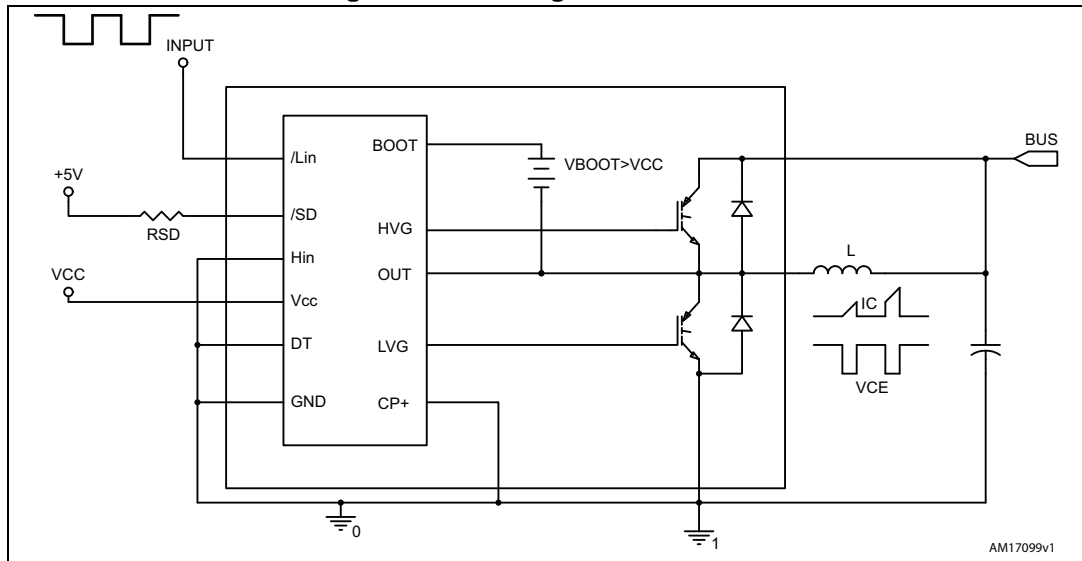 INPUT
BUS
+5V
/Lin
BOOT
VBOOT>VCC
/SD
RSD
HVG
Hin
VCC
OUT
L
Vcc
IC
DT
LVG
VCE
GND
CP+
0
1
AM17099v1